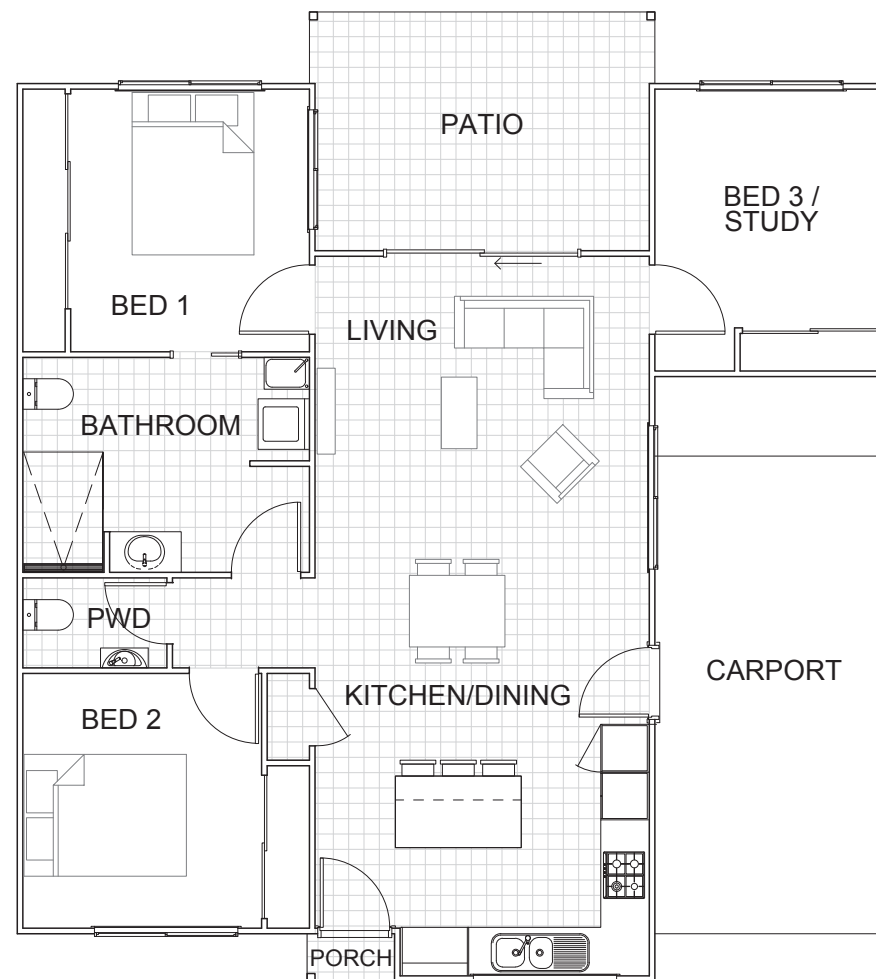 PATIO
BED 3 /
STUDY
BED 1
LIVING
BATHROOM
PWD
CARPORT
KITCHEN/DINING
BED 2
PORCH